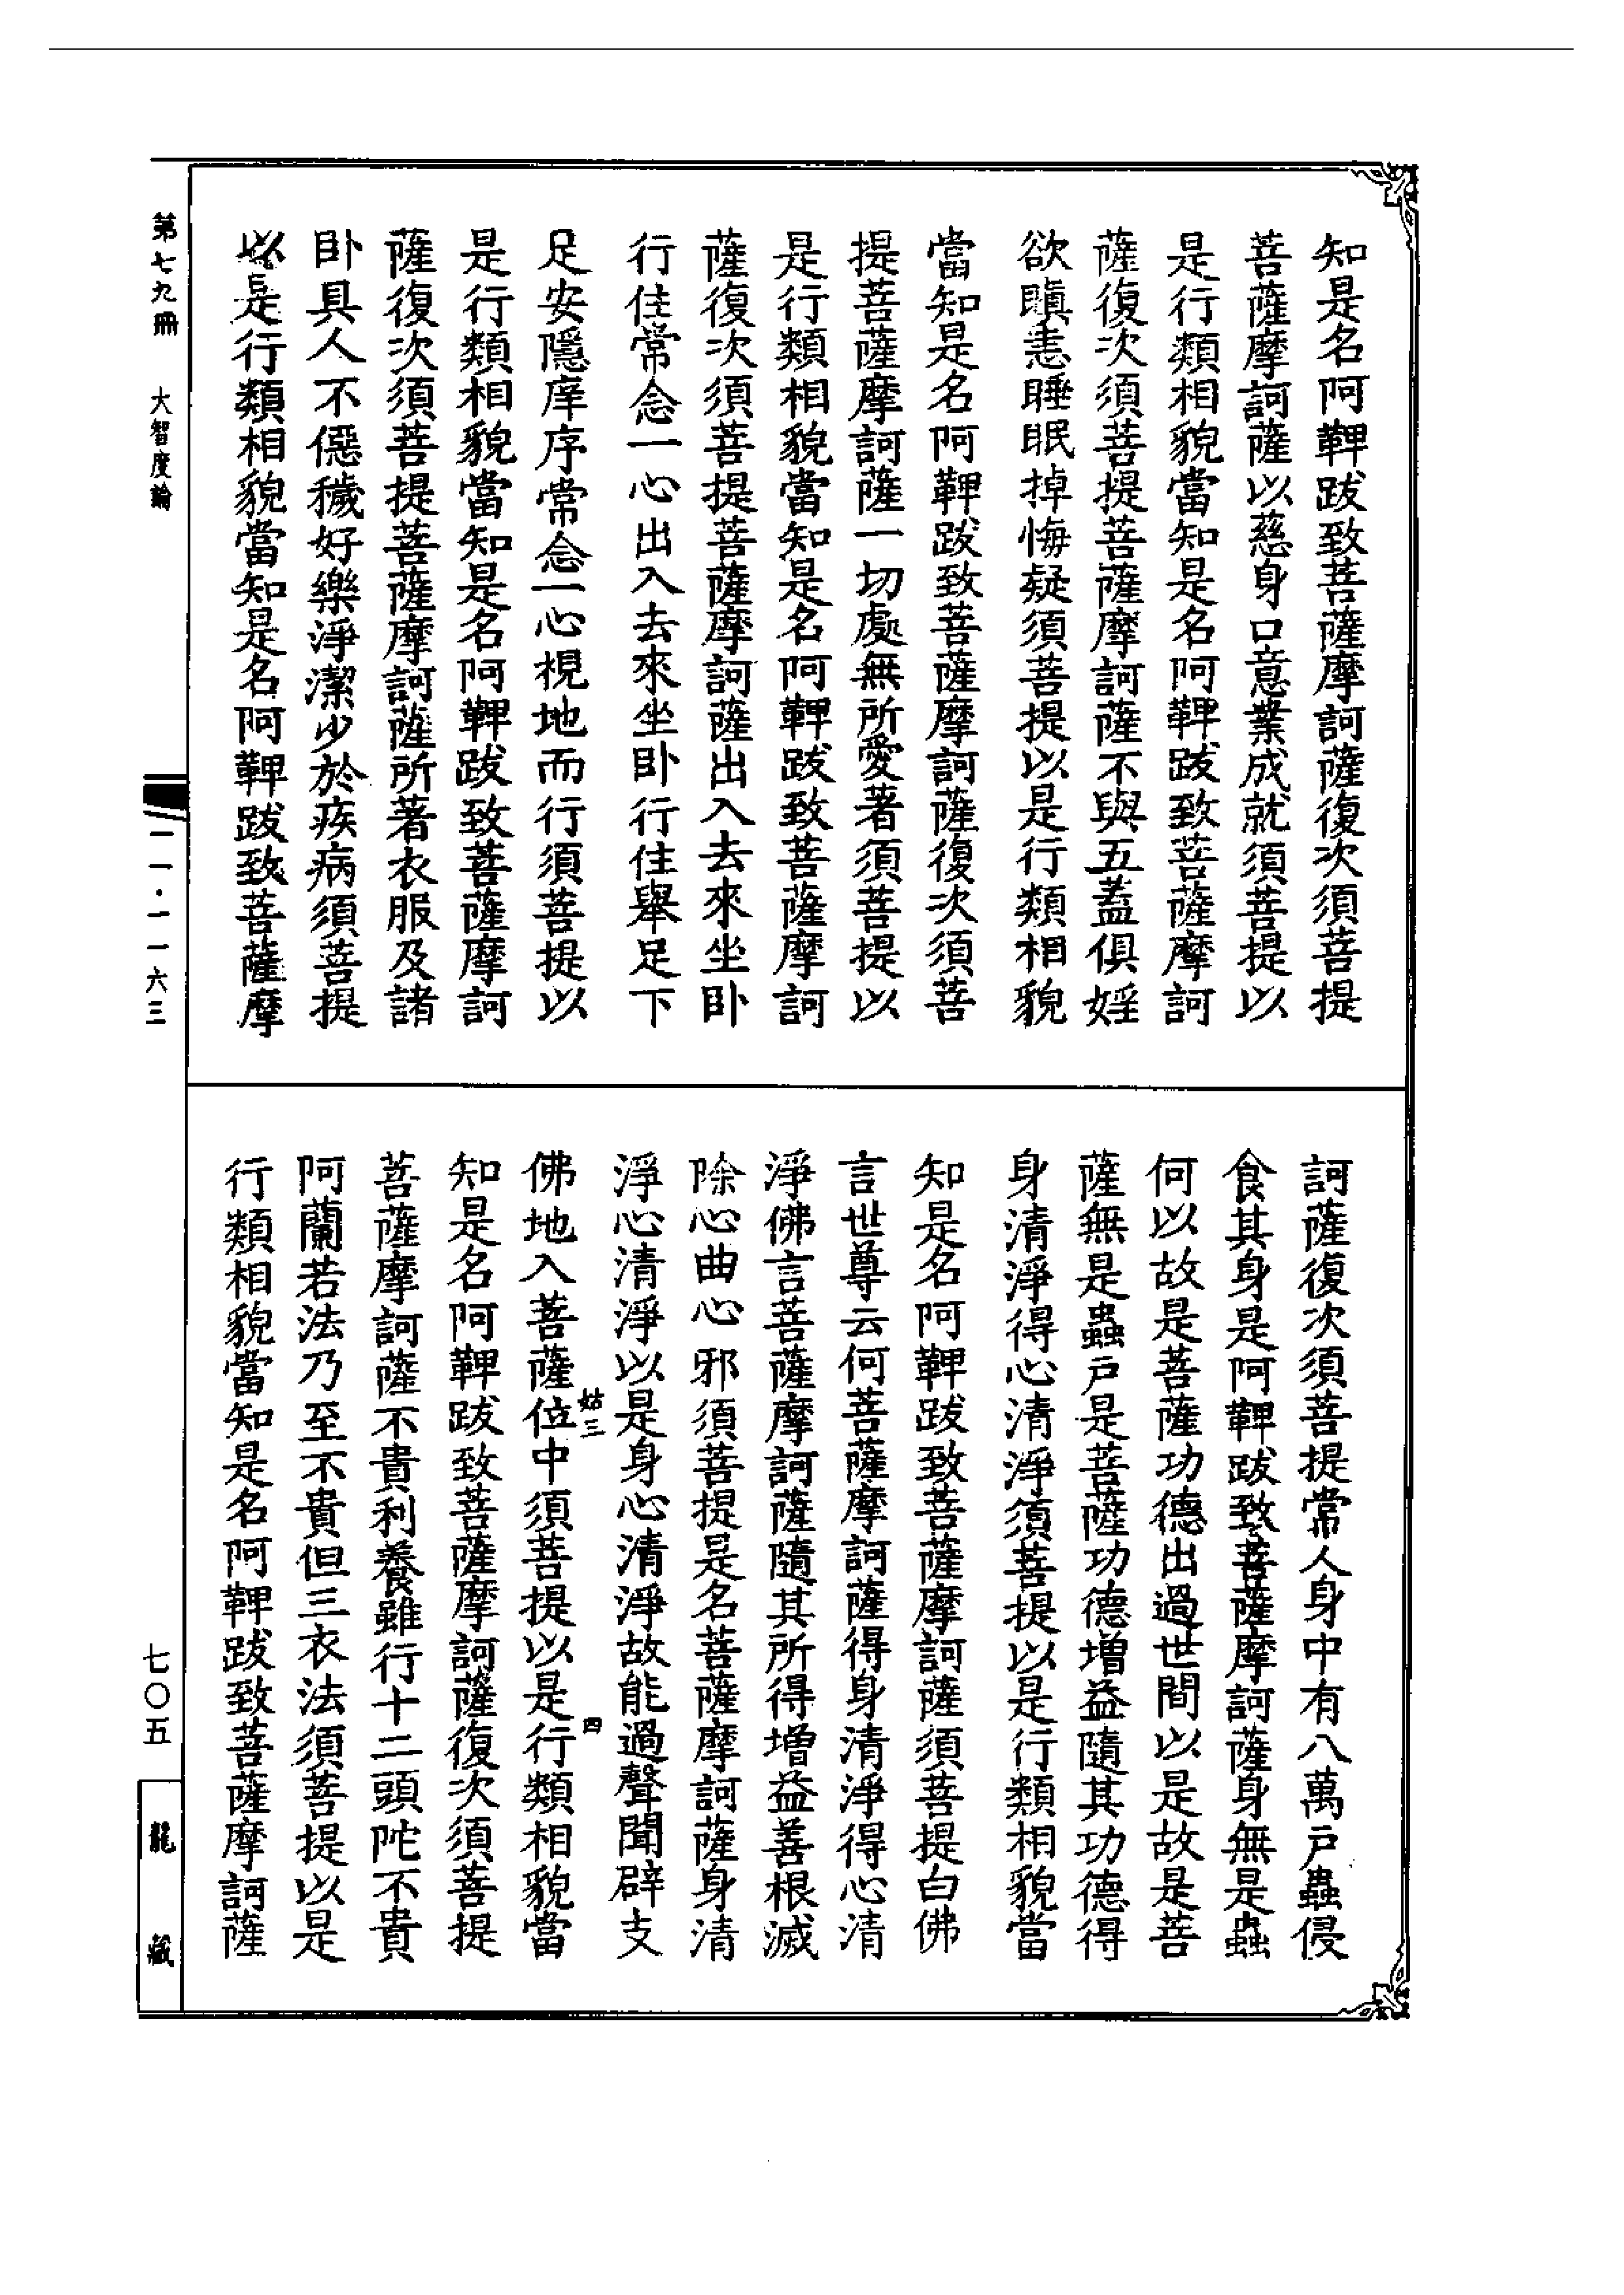 知是名阿鞞跋致菩薩摩訶薩復次須菩提
菩薩摩訶薩以慈身口意業成就須菩提以
是行類相貌當知是名阿鞞跋致菩薩摩訶
薩復次須菩提菩薩摩訶薩不與五蓋俱婬
欲瞋恚睡眠掉悔疑須菩提以是行類相貌
當知是名阿鞞跋致菩薩摩訶薩復次須菩
提菩薩摩訶薩一切處無所愛著須菩提以
是行類相貌當知是名阿鞞跋致菩薩摩訶
薩復次須菩提菩薩摩訶薩出入去來坐卧
行住常念一心出入去來坐卧行住舉足下
足安隱庠序常念一心視地而行須菩提以
是行類相貌當知是名阿鞞跋致菩薩摩訶
薩復次須菩提菩薩摩訶薩所著衣服及諸
卧具人不僫穢好樂淨潔少於疾病須菩提
以是行類相貌當知是名阿鞞跋致菩薩摩
訶薩復次須菩提常人身中有八萬戶蟲侵
食其身是阿鞞跋致菩薩摩訶薩身無是蟲
何以故是菩薩功德出過世間以是故是菩
薩無是蟲戶是菩薩功德增益隨其功德得
身清淨得心清淨須菩提以是行類相貌當
知是名阿鞞跋致菩薩摩訶薩須菩提白佛
言世尊云何菩薩摩訶薩得身清淨得心清
淨佛言菩薩摩訶薩隨其所得增益善根滅
除心曲心邪須菩提是名菩薩摩訶薩身清
淨心清淨以是身心清淨故能過聲聞辟支
姑三
四
佛地入菩薩位中須菩提以是行類相貌當
知是名阿鞞跋致菩薩摩訶薩復次須菩提
菩薩摩訶薩不貴利養雖行十二頭陀不貴
阿蘭若法乃至不貴但三衣法須菩提以是
行類相貌當知是名阿鞞跋致菩薩摩訶薩
第七九冊
大智度論
一一·一一六三
七〇五
龍藏